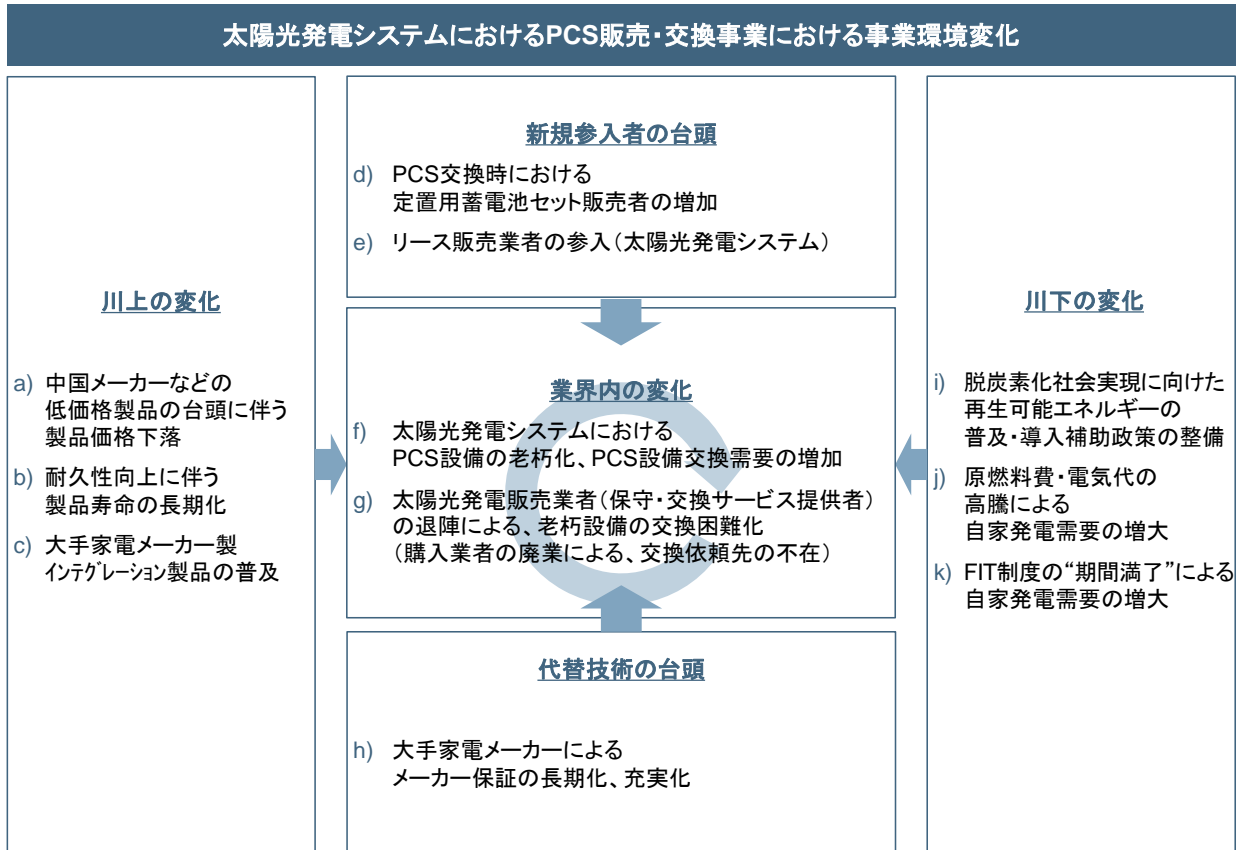 太陽光発電システムにおけるPCS販売・交換事業における事業環境変化
川上の変化
a) 中国メーカーなどの
低価格製品の台頭に伴う
製品価格下落
b) 耐久性向上に伴う
製品寿命の長期化
c) 大手家電メーカー製
ｲﾝﾃｸﾞﾚｰｼｮﾝ製品の普及
新規参入者の台頭
d) PCS交換時における
定置用蓄電池セット販売者の増加
e) リース販売業者の参入（太陽光発電システム）
業界内の変化
f) 太陽光発電システムにおける
PCS設備の老朽化、PCS設備交換需要の増加
g) 太陽光発電販売業者（保守・交換サービス提供者）
の退陣による、老朽設備の交換困難化
（購入業者の廃業による、交換依頼先の不在）
代替技術の台頭
h) 大手家電メーカーによる
メーカー保証の長期化、充実化
川下の変化
i) 脱炭素化社会実現に向けた
再生可能エネルギーの
普及・導入補助政策の整備
j) 原燃料費・電気代の
高騰による
自家発電需要の増大
k) FIT制度の“期間満了”による
自家発電需要の増大